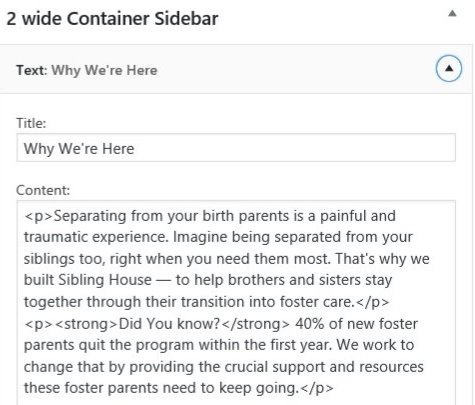 2 wide Container Sidebar
Text: Why We're Here
Title:
Why We're Here
Content:
<p>Separating from your birth parents is a painful and
traumatic experience. Imagine being separated from your
siblings too, right when you need them most. That's why we
built Sibling House — to help brothers and sisters stay
together through their transition into foster care.</p>
<p><strong>Did You know?</strong> 40% of new foster
parents quit the program within the first year. We work to
change that by providing the crucial support and resources
these foster parents need to keep going.</p>